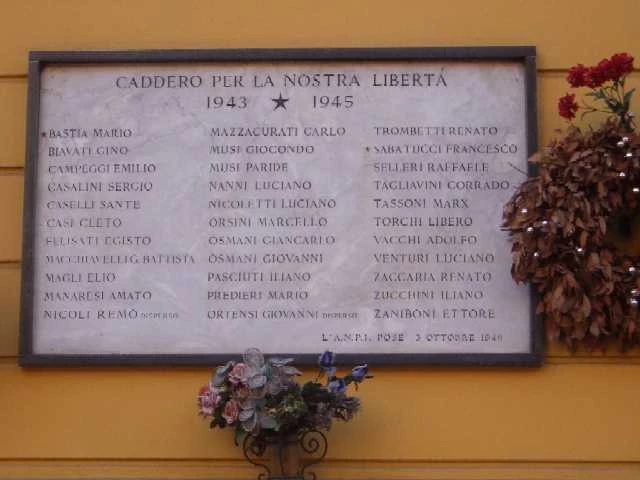 CADDERO PER LA NOSTRA LIBERTÁ
1943 ★ 1945
★BASTIA MARIO
BIAVATI GINO
CAMPEGGI EMILIO
CASALINI SERGIO
CASELLI SANTE
CASI CLETO
FELISATI EGISTO
MACCHIAVELLI G. BATTISTA
MAGLI ELIO
MANARESI AMATO
NICOLI REMO DISPERSO
MAZZACURATI CARLO
MUSI GIOCONDO
MUSI PARIDE
NANNI LUCIANO
NICOLETTI LUCIANO
ORSINI MARCELLO
OSMANI GIANCARLO
OSMANI GIOVANNI
PASCIUTI ILIANO
PREDIERI MARIO
ORTENSI GIOVANNI DISPERSO
TROMBETTI RENATO
★SABATUCCI FRANCESCO
SELLERI RAFFAELE
TAGLIAVINI CORRADO
TASSONI MARX
TORCHI LIBERO
VACCHI ADOLFO
VENTURI LUCIANO
ZACCARIA RENATO
ZUCCHINI ILIANO
ZANIBONI ETTORE
L'A.N.P.I. POSE 3 OTTOBRE